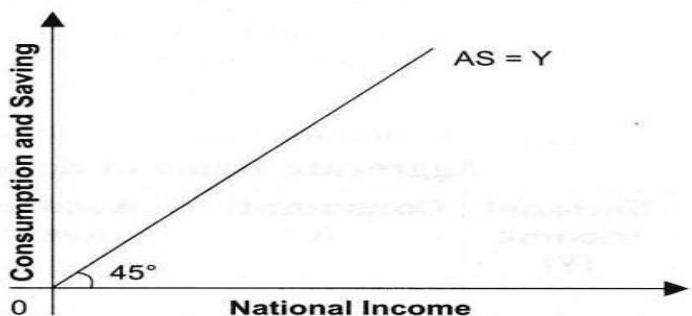 Consumption and Saving
AS = Y
45°
O
National Income